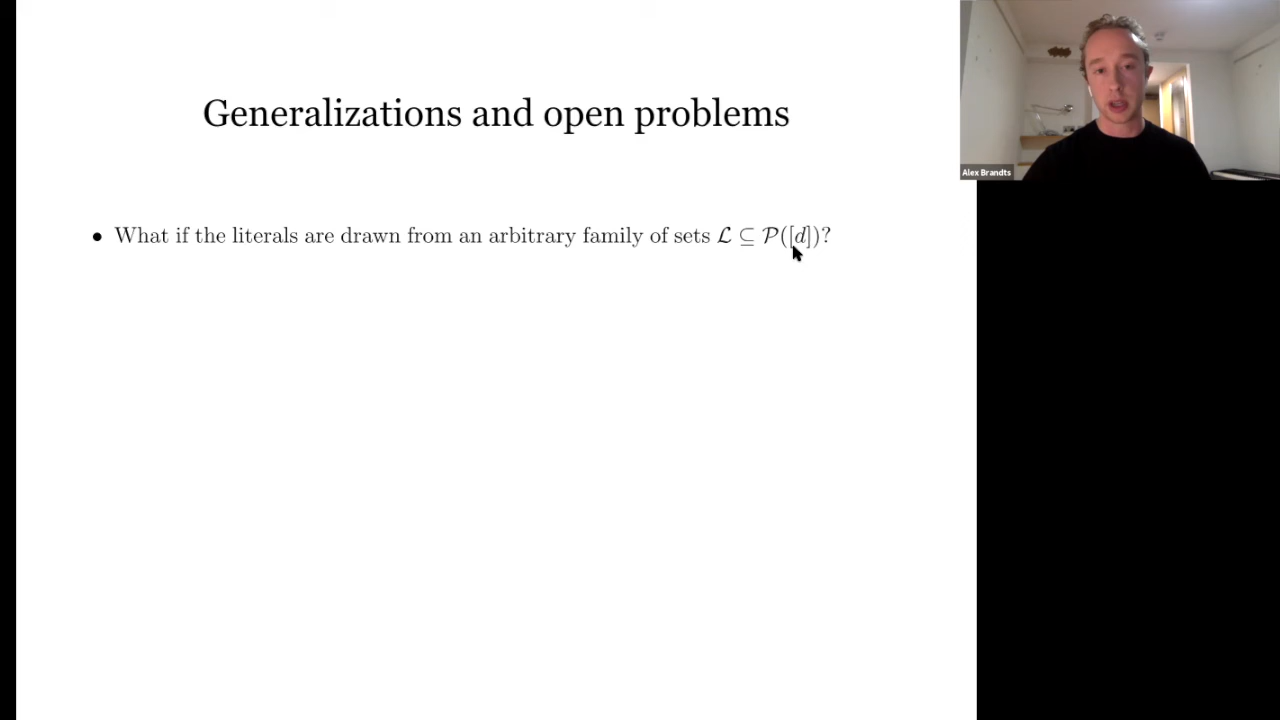 Generalizations and open problems
• What if the literals are drawn from an arbitrary family of sets ℒ ⊆ 𝒫([d])?
Alex Brandts